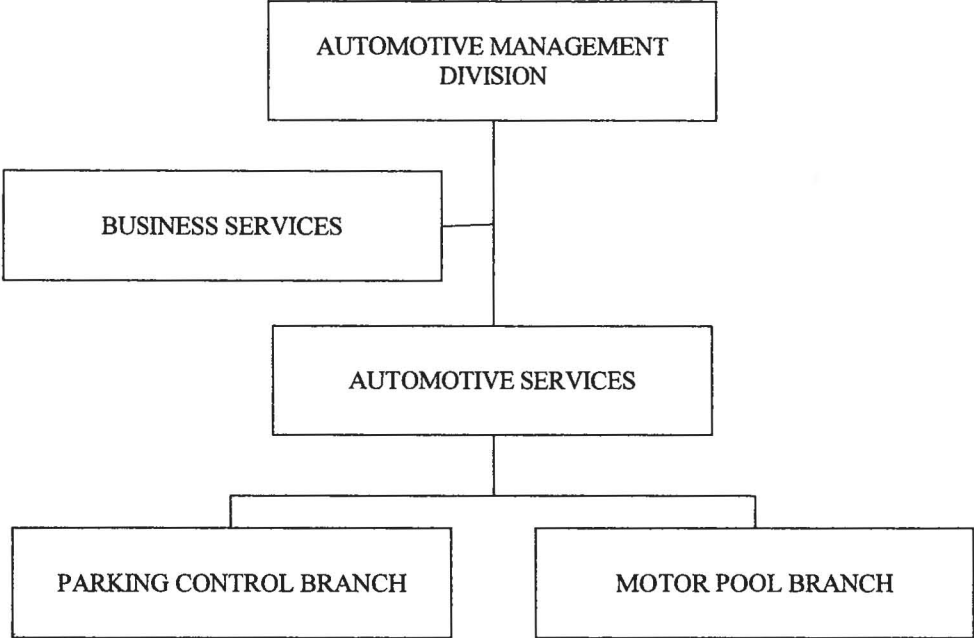 AUTOMOTIVE MANAGEMENT
DIVISION
BUSINESS SERVICES
AUTOMOTIVE SERVICES
PARKING CONTROL BRANCH
MOTOR POOL BRANCH